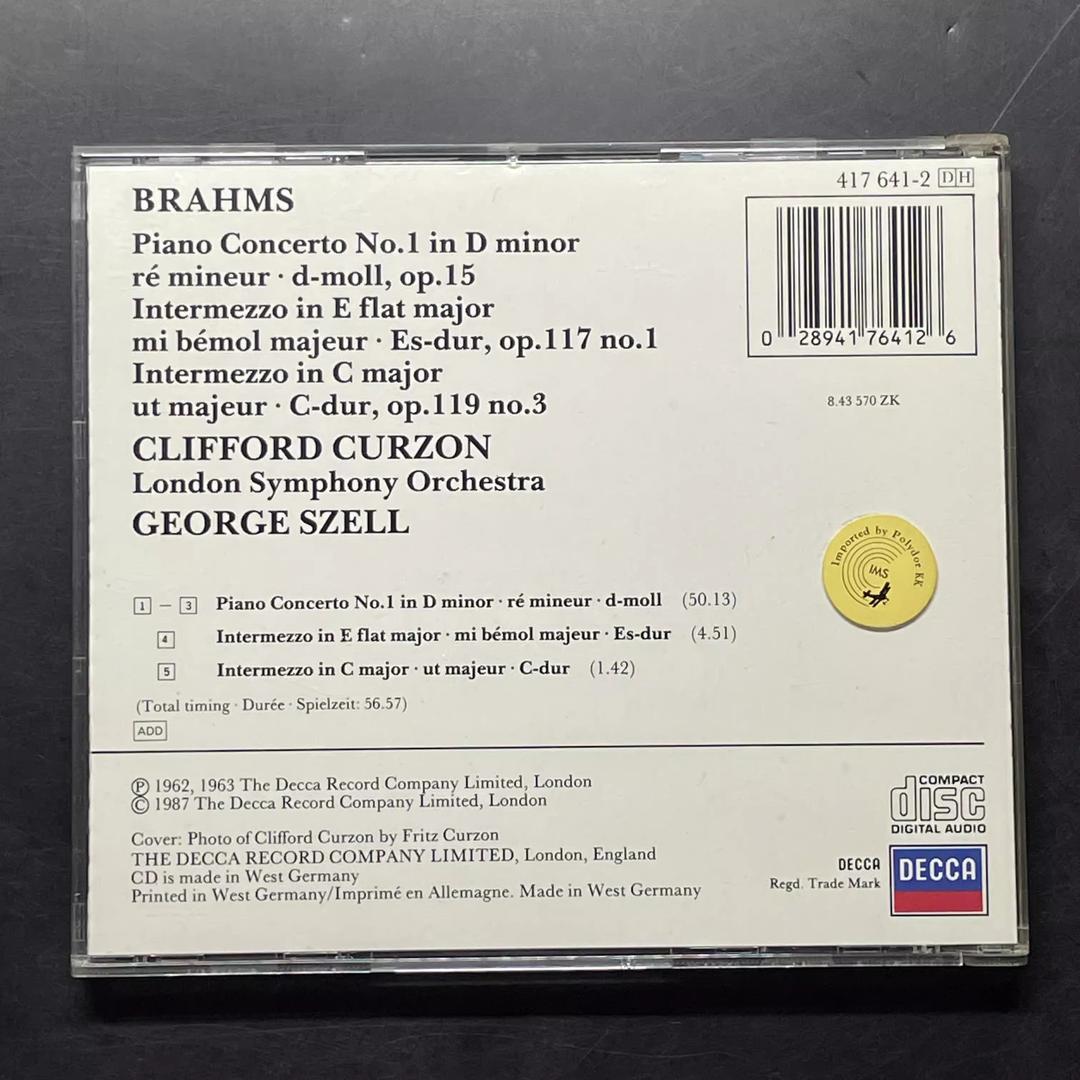 417 641-2 DH
BRAHMS
Piano Concerto No.1 in D minor
ré mineur · d-moll, op.15
Intermezzo in E flat major
mi bémol majeur · Es-dur, op.117 no.1
Intermezzo in C major
ut majeur · C-dur, op.119 no.3
CLIFFORD CURZON
London Symphony Orchestra
GEORGE SZELL
0 28941 76412 6
8.43 570 ZK
Imported by Polydor KK
IMS
1 – 3 Piano Concerto No.1 in D minor · ré mineur · d-moll (50.13)
4 Intermezzo in E flat major · mi bémol majeur · Es-dur (4.51)
5 Intermezzo in C major · ut majeur · C-dur (1.42)
(Total timing · Durée · Spielzeit: 56.57)
ADD
Ⓟ 1962, 1963 The Decca Record Company Limited, London
© 1987 The Decca Record Company Limited, London
Cover: Photo of Clifford Curzon by Fritz Curzon
THE DECCA RECORD COMPANY LIMITED, London, England
CD is made in West Germany
Printed in West Germany/Imprimé en Allemagne. Made in West Germany
COMPACT
disc
DIGITAL AUDIO
DECCA
Regd. Trade Mark
DECCA